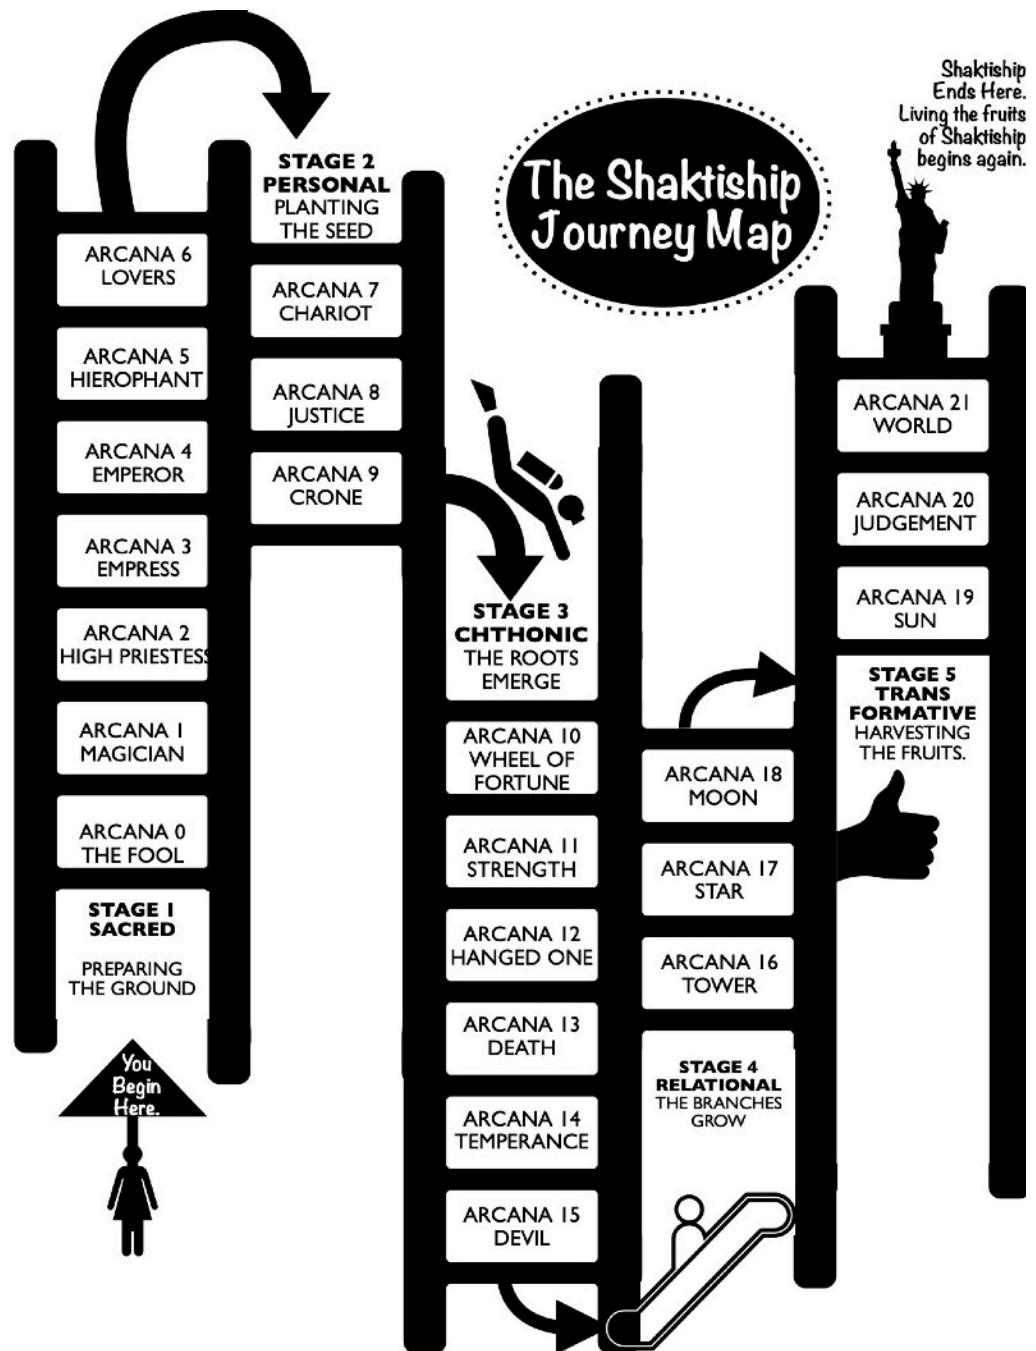 The Shaktiship
Journey Map
You
Begin
Here.
STAGE 1
SACRED
PREPARING
THE GROUND
ARCANA 0
THE FOOL
ARCANA 1
MAGICIAN
ARCANA 2
HIGH PRIESTESS
ARCANA 3
EMPRESS
ARCANA 4
EMPEROR
ARCANA 5
HIEROPHANT
ARCANA 6
LOVERS
STAGE 2
PERSONAL
PLANTING
THE SEED
ARCANA 7
CHARIOT
ARCANA 8
JUSTICE
ARCANA 9
CRONE
STAGE 3
CHTHONIC
THE ROOTS
EMERGE
ARCANA 10
WHEEL OF
FORTUNE
ARCANA 11
STRENGTH
ARCANA 12
HANGED ONE
ARCANA 13
DEATH
ARCANA 14
TEMPERANCE
ARCANA 15
DEVIL
STAGE 4
RELATIONAL
THE BRANCHES
GROW
ARCANA 16
TOWER
ARCANA 17
STAR
ARCANA 18
MOON
STAGE 5
TRANS
FORMATIVE
HARVESTING
THE FRUITS.
ARCANA 19
SUN
ARCANA 20
JUDGEMENT
ARCANA 21
WORLD
Shaktiship
Ends Here.
Living the fruits
of Shaktiship
begins again.